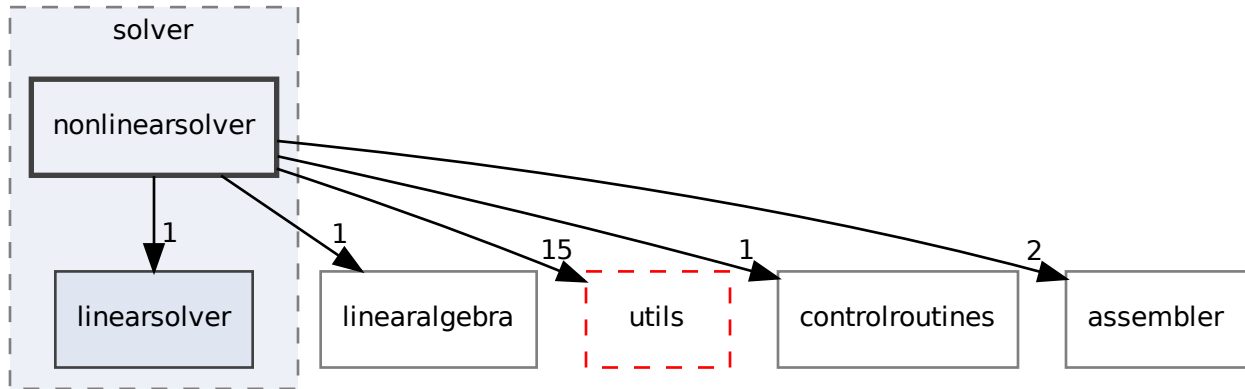 solver
nonlinearsolver
1
1
15
1
2
linearsolver
linearalgebra
utils
controlroutines
assembler